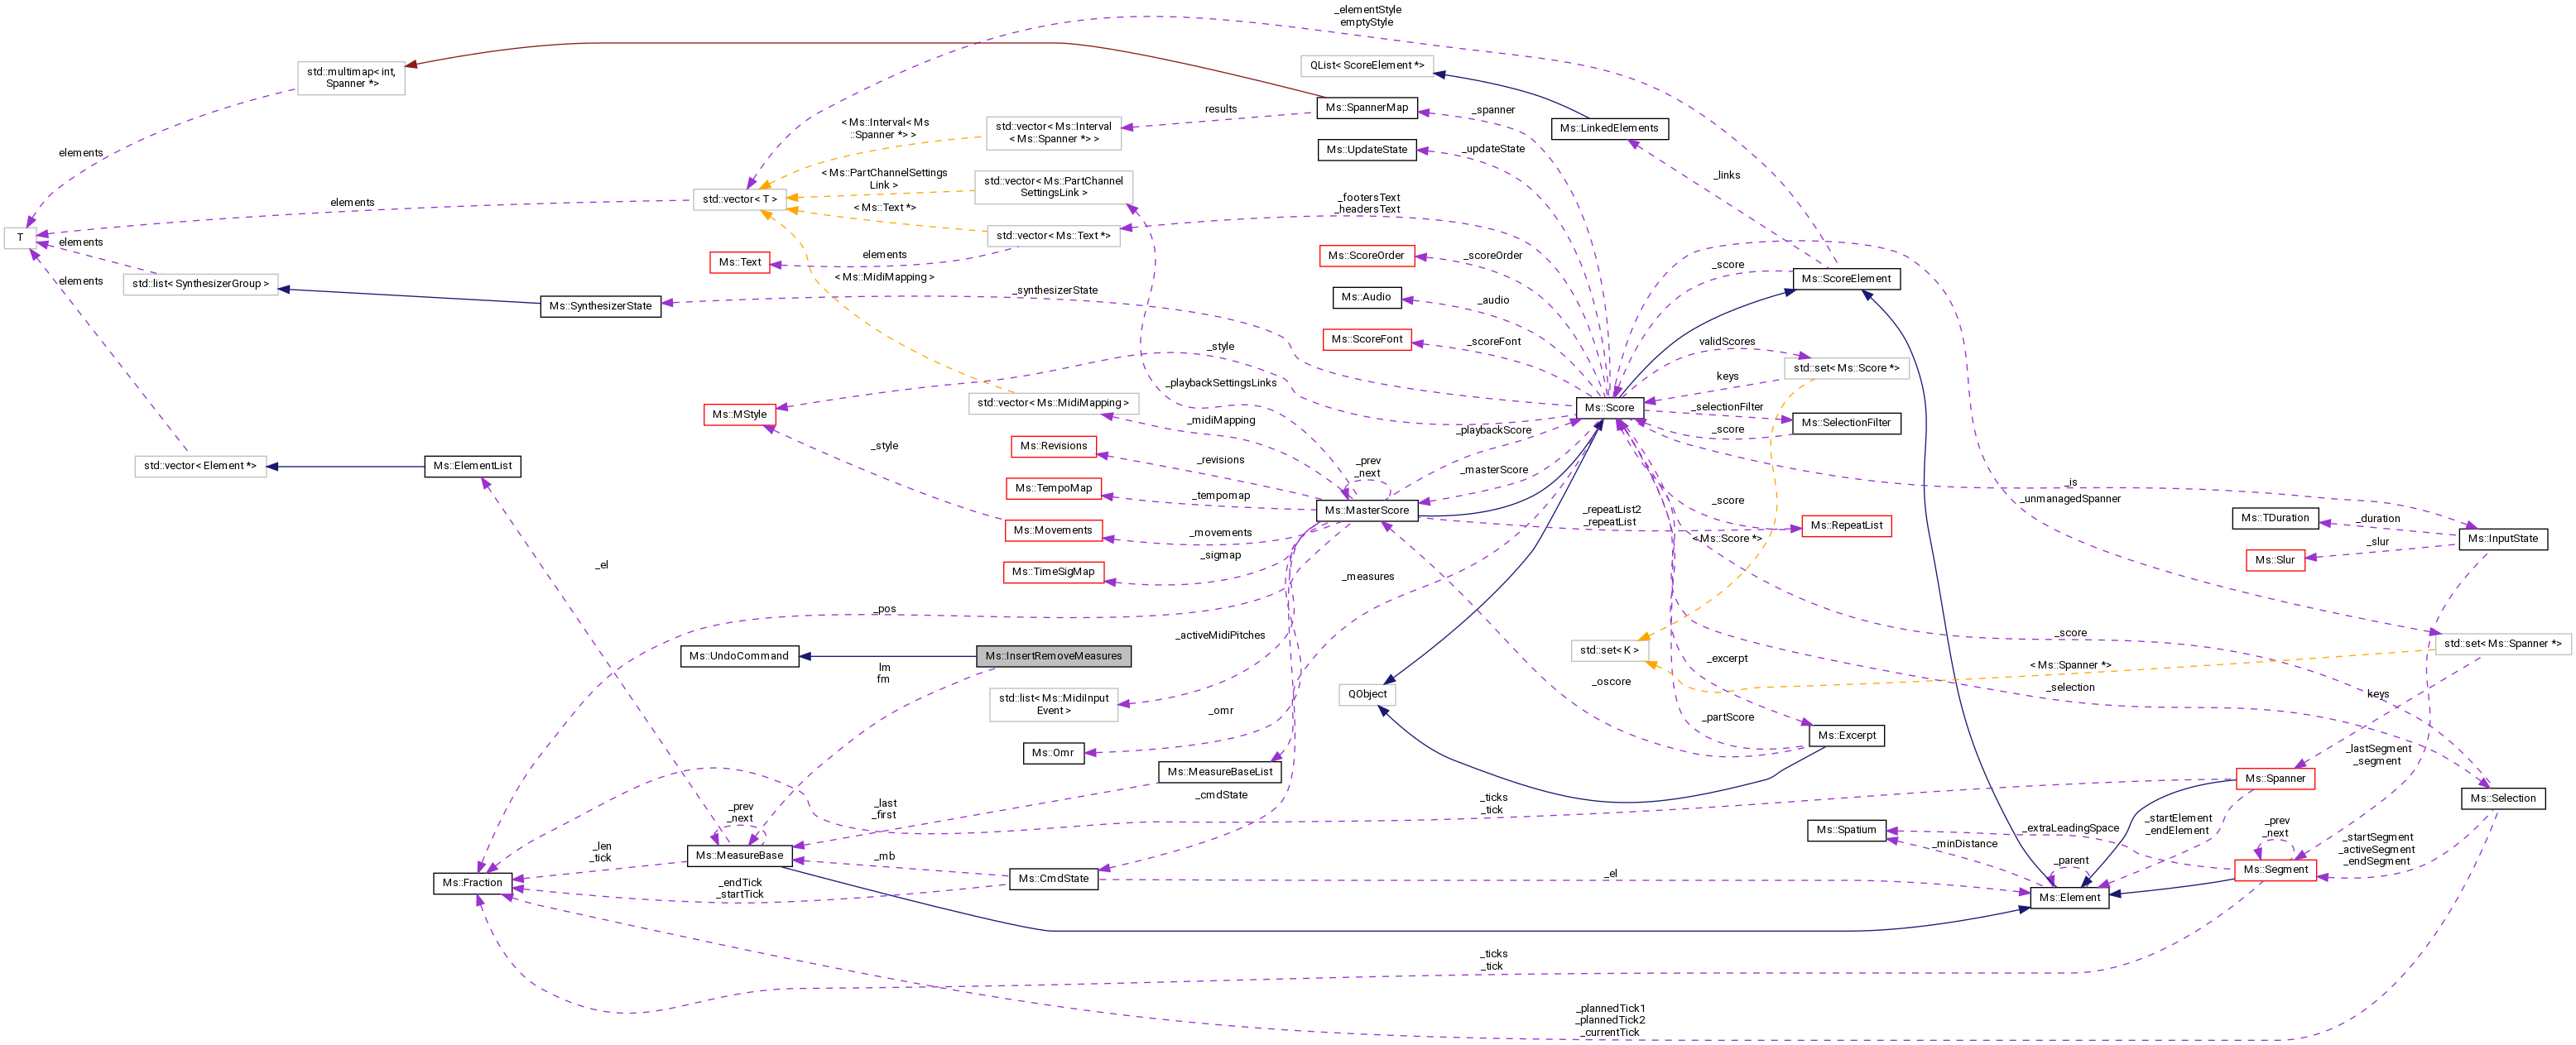 _elementStyle
emptyStyle
std::multimap< int,
Spanner *>
QList< ScoreElement *>
Ms::SpannerMap
results
_spanner
< Ms::Interval< Ms
::Spanner *> >
std::vector< Ms::Interval
< Ms::Spanner *> >
Ms::LinkedElements
Ms::UpdateState
_updateState
elements
< Ms::PartChannelSettings
Link >
std::vector< Ms::PartChannel
SettingsLink >
_links
std::vector< T >
elements
< Ms::Text *>
_footersText
_headersText
T
elements
std::vector< Ms::Text *>
elements
Ms::Text
Ms::ScoreOrder
_scoreOrder
_score
Ms::ScoreElement
elements
std::list< SynthesizerGroup >
< Ms::MidiMapping >
_synthesizerState
Ms::SynthesizerState
Ms::Audio
_audio
Ms::ScoreFont
_scoreFont
validScores
_style
std::set< Ms::Score *>
keys
_playbackSettingsLinks
std::vector< Ms::MidiMapping >
Ms::MStyle
Ms::Score
_selectionFilter
Ms::SelectionFilter
_midiMapping
_playbackScore
_score
_style
Ms::Revisions
_revisions
_prev
_next
_masterScore
std::vector< Element *>
Ms::ElementList
Ms::TempoMap
_tempomap
Ms::MasterScore
_score
_is
_unmanagedSpanner
_repeatList2
_repeatList
Ms::RepeatList
Ms::TDuration
_duration
Ms::InputState
Ms::Movements
_movements
< Ms::Score *>
Ms::Slur
_slur
_sigmap
Ms::TimeSigMap
_el
_measures
_pos
_activeMidiPitches
_score
std::set< K >
std::set< Ms::Spanner *>
Ms::UndoCommand
Ms::InsertRemoveMeasures
lm
fm
_excerpt
< Ms::Spanner *>
std::list< Ms::MidiInput
Event >
QObject
_oscore
_selection
keys
_omr
_partScore
Ms::Excerpt
Ms::Omr
_lastSegment
_segment
Ms::MeasureBaseList
Ms::Spanner
_cmdState
_last
_first
_ticks
_tick
Ms::Selection
_prev
_next
_startElement
_endElement
_prev
_next
Ms::Spatium
_extraLeadingSpace
_minDistance
_startSegment
_activeSegment
_endSegment
_len
_tick
Ms::MeasureBase
_mb
_parent
Ms::Segment
Ms::Fraction
_endTick
_startTick
Ms::CmdState
_el
Ms::Element
_ticks
_tick
_plannedTick1
_plannedTick2
_currentTick